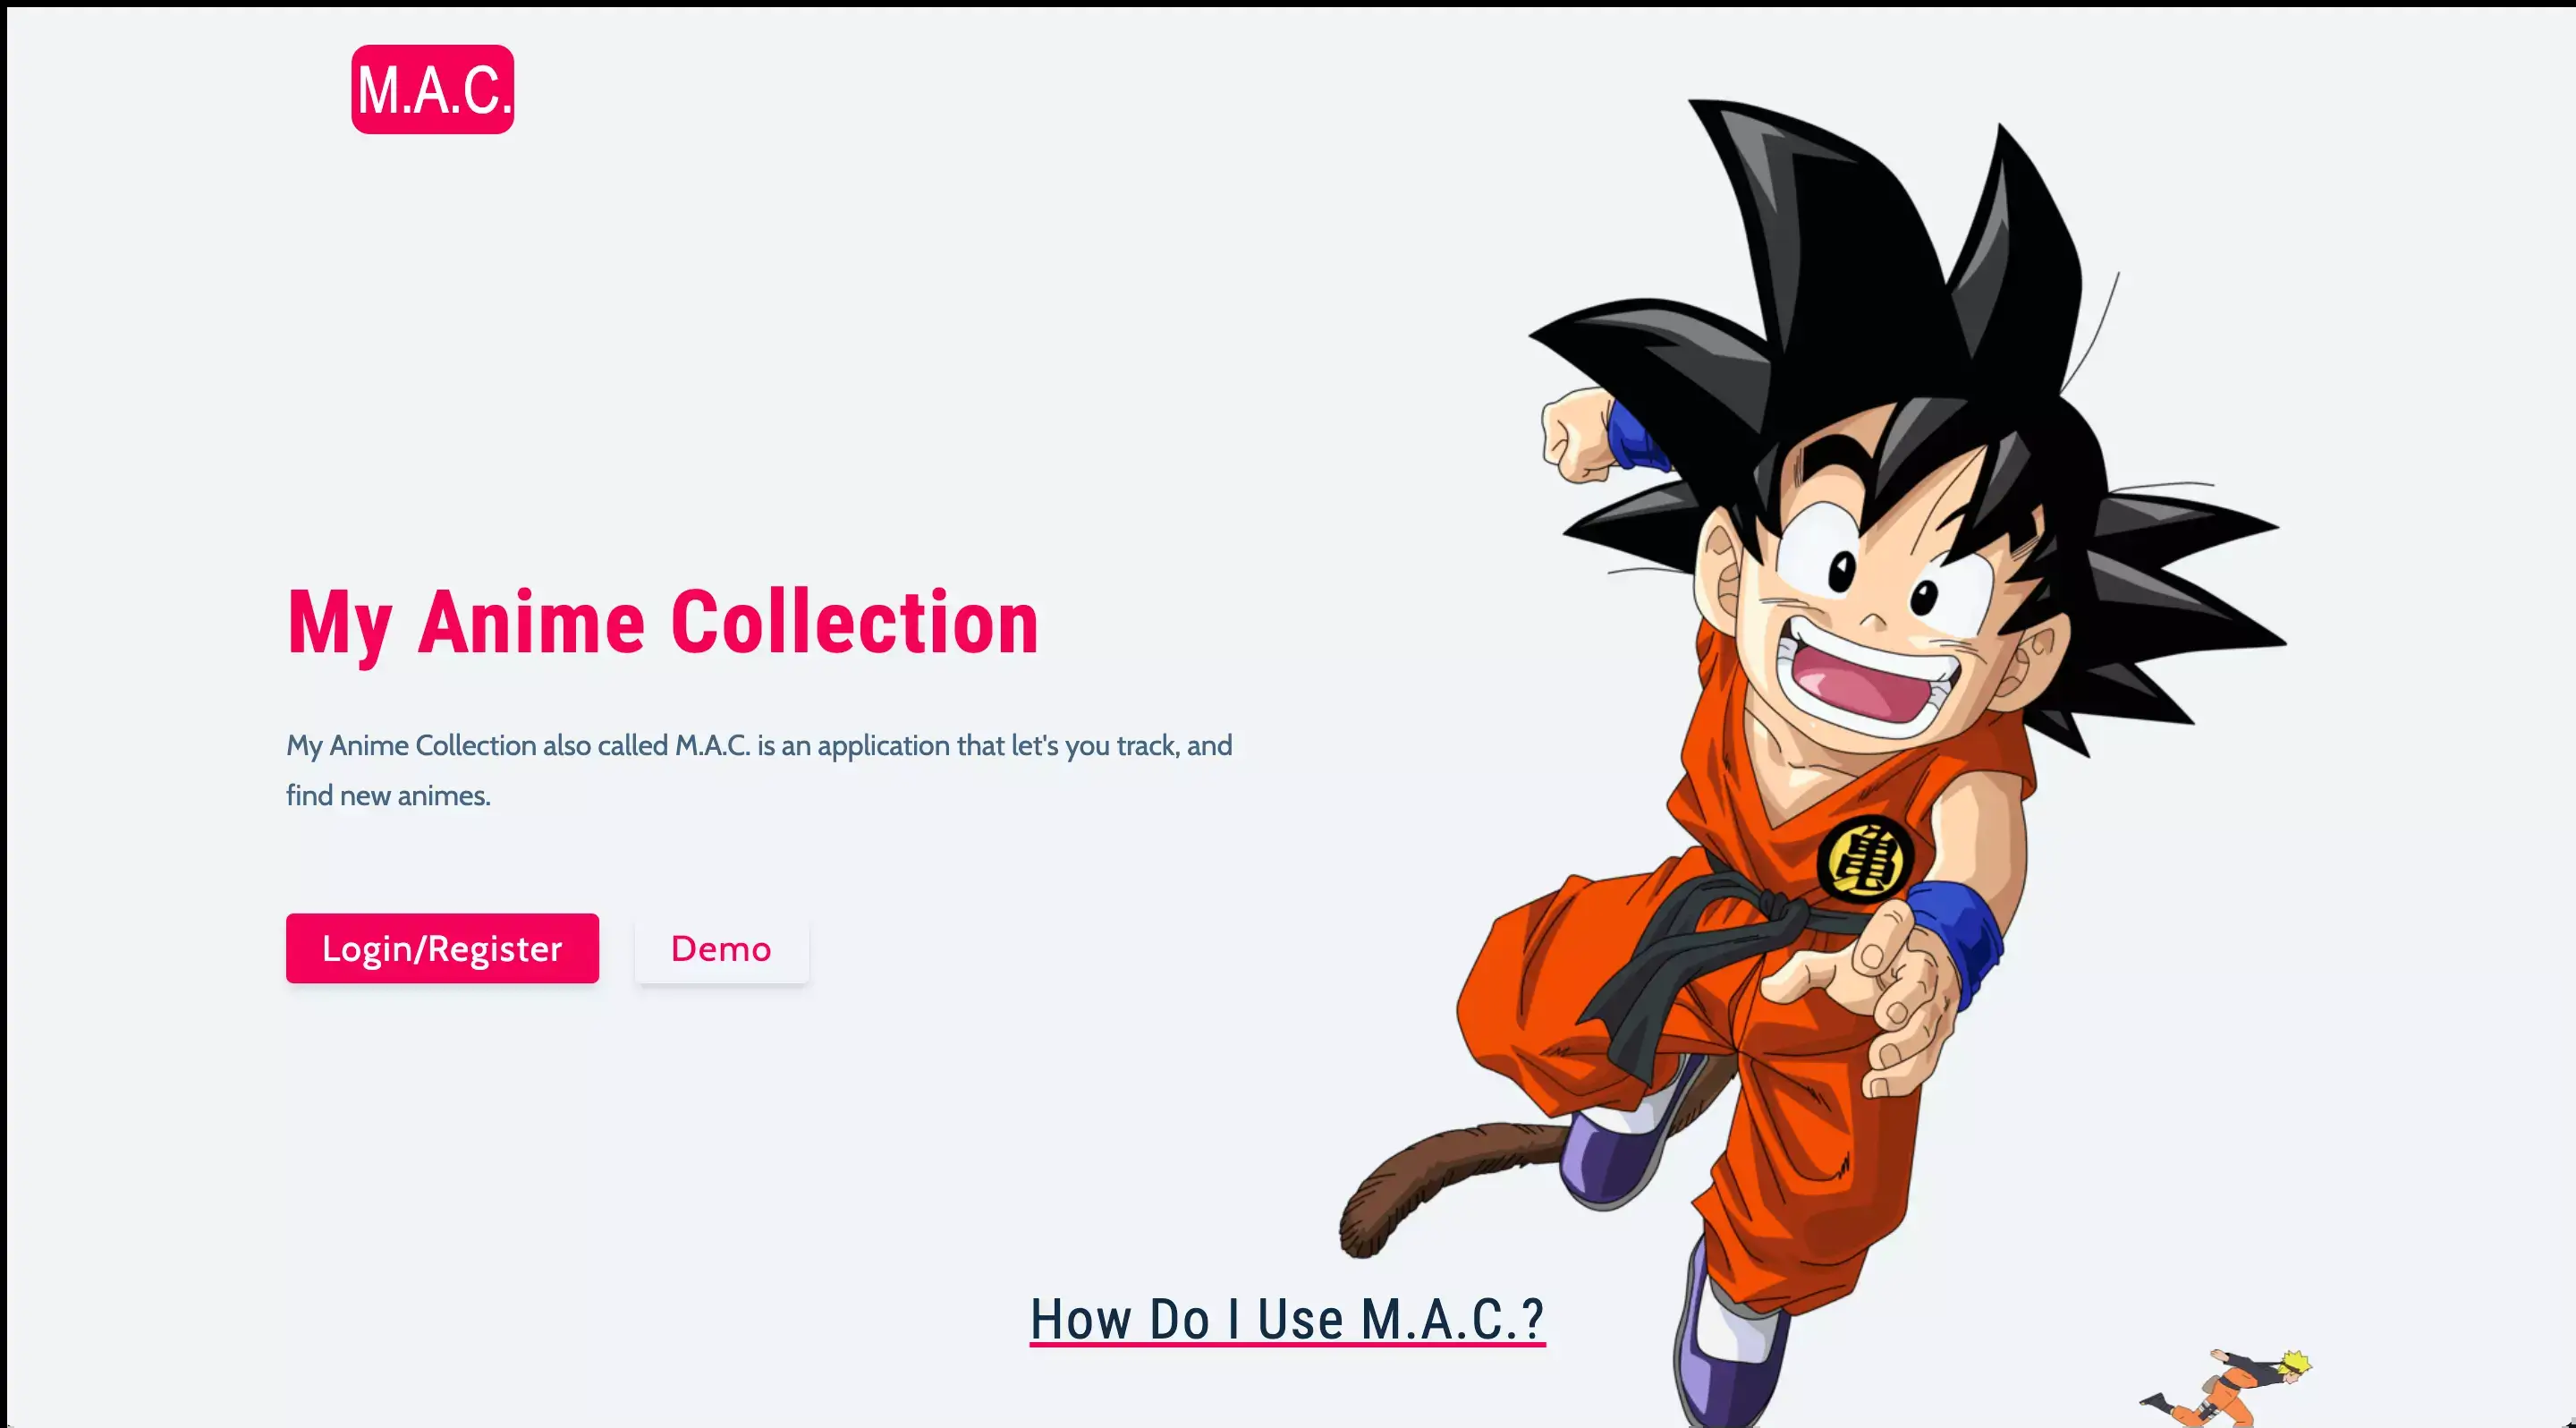 M.A.C.
My Anime Collection
My Anime Collection also called M.A.C. is an application that let's you track, and
find new animes.
Login/Register
Demo
亀
How Do I Use M.A.C.?